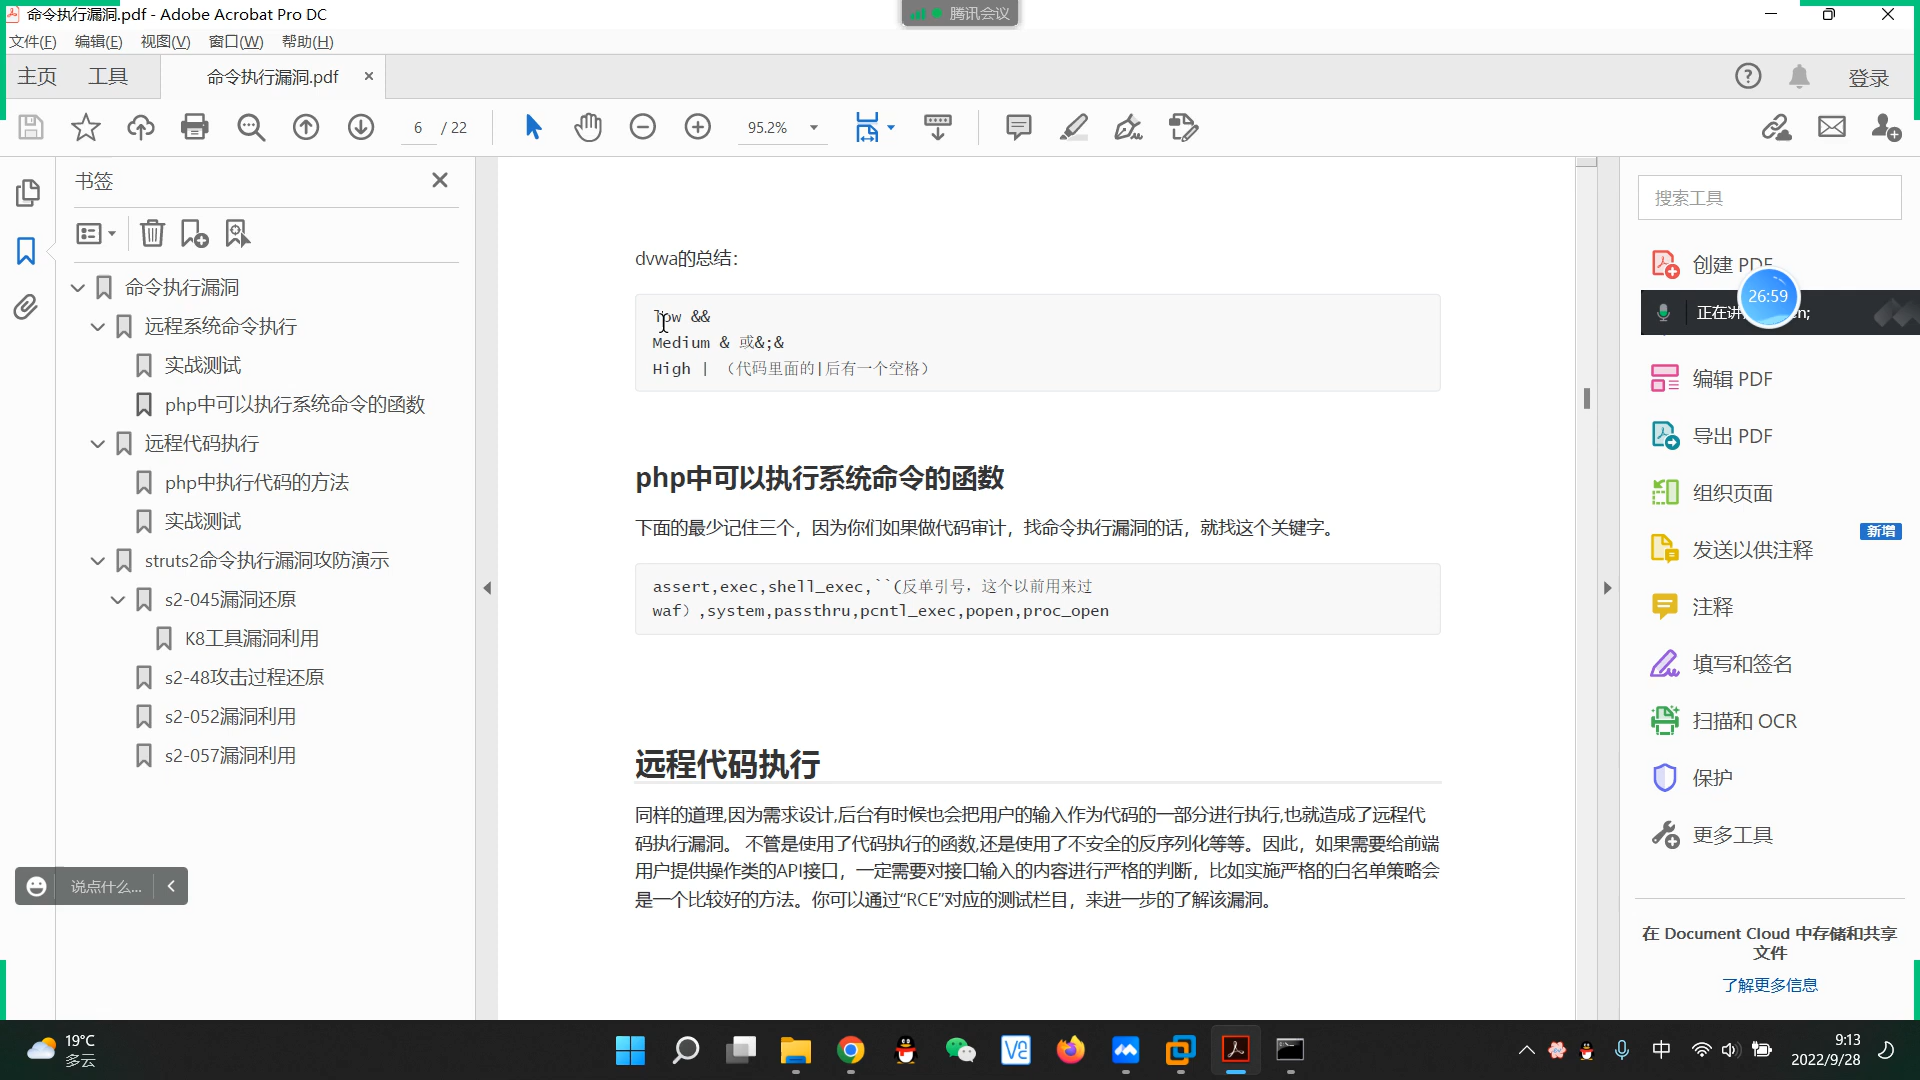 命令执行漏洞.pdf - Adobe Acrobat Pro DC
腾讯会议
文件(F) 编辑(E) 视图(V) 窗口(W) 帮助(H)
主页 工具 命令执行漏洞.pdf 登录
6 / 22 95.2%
书签
命令执行漏洞
远程系统命令执行
实战测试
php中可以执行系统命令的函数
远程代码执行
php中执行代码的方法
实战测试
struts2命令执行漏洞攻防演示
s2-045漏洞还原
K8工具漏洞利用
s2-48攻击过程还原
s2-052漏洞利用
s2-057漏洞利用
说点什么...
dvwa的总结：
low &&
Medium & 或&;&
High | （代码里面的|后有一个空格）
php中可以执行系统命令的函数
下面的最少记住三个，因为你们如果做代码审计，找命令执行漏洞的话，就找这个关键字。
assert,exec,shell_exec,``(反单引号，这个以前用来过
waf）,system,passthru,pcntl_exec,popen,proc_open
远程代码执行
同样的道理,因为需求设计,后台有时候也会把用户的输入作为代码的一部分进行执行,也就造成了远程代
码执行漏洞。 不管是使用了代码执行的函数,还是使用了不安全的反序列化等等。因此，如果需要给前端
用户提供操作类的API接口，一定需要对接口输入的内容进行严格的判断，比如实施严格的白名单策略会
是一个比较好的方法。你可以通过“RCE”对应的测试栏目，来进一步的了解该漏洞。
搜索工具
创建 PDF
26:59
正在讲
编辑 PDF
导出 PDF
组织页面
新增
发送以供注释
注释
填写和签名
扫描和 OCR
保护
更多工具
在 Document Cloud 中存储和共享
文件
了解更多信息
19°C
多云
中
9:13
2022/9/28